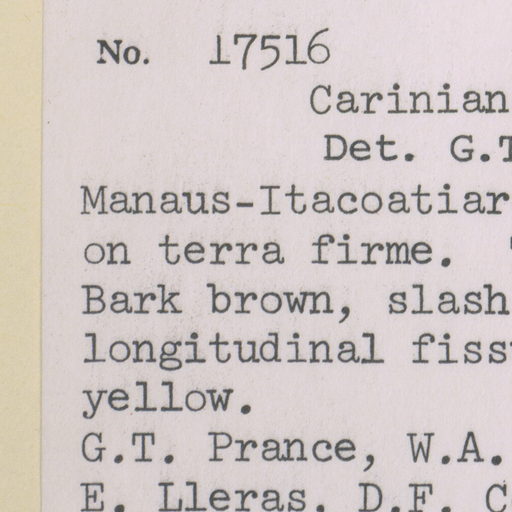 No. 17516
Carinian
Det. G.T
Manaus-Itacoatiar
on terra firme.
Bark brown, slash
longitudinal fiss
yellow.
G.T. Prance, W.A.
E. Lleras, D.F. C